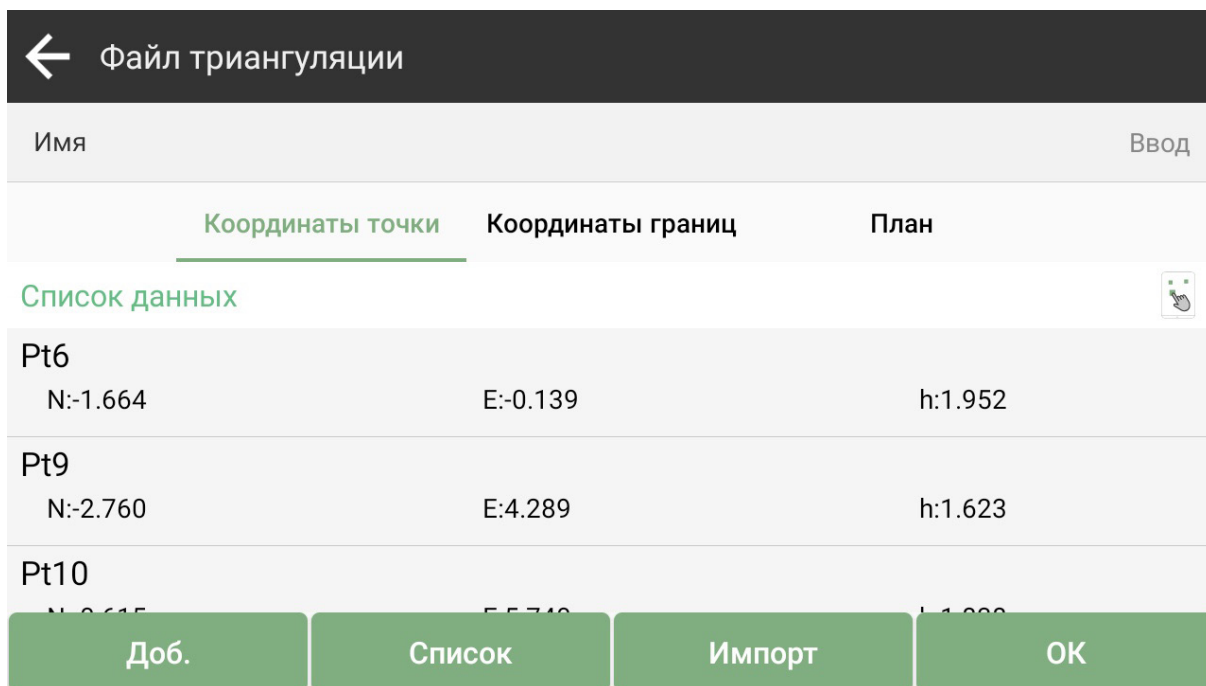 Файл триангуляции
Имя Ввод
Координаты точки Координаты границ План
Список данных
Pt6
N:-1.664 E:-0.139 h:1.952
Pt9
N:-2.760 E:4.289 h:1.623
Pt10
Доб. Список Импорт ОК